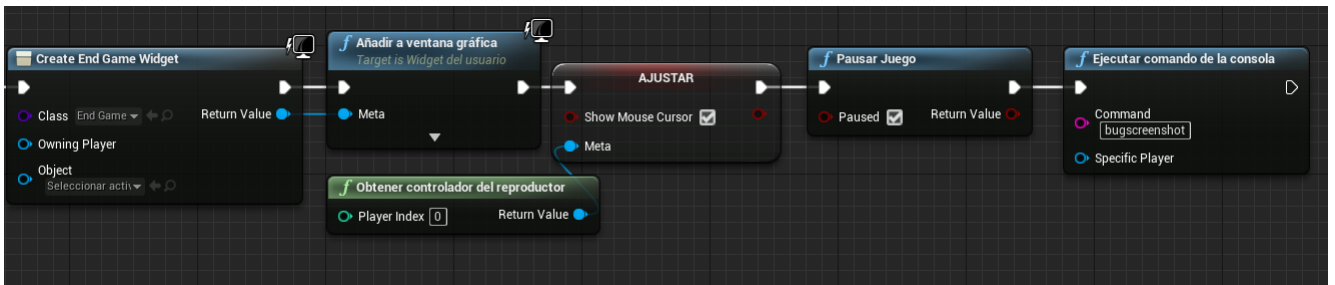 Create End Game Widget
Class End Game
Return Value
Owning Player
Object
Seleccionar activ
f Añadir a ventana gráfica
Target is Widget del usuario
Meta
AJUSTAR
Show Mouse Cursor
Meta
f Obtener controlador del reproductor
Player Index 0
Return Value
f Pausar Juego
Paused
Return Value
f Ejecutar comando de la consola
Command
bugscreenshot
Specific Player